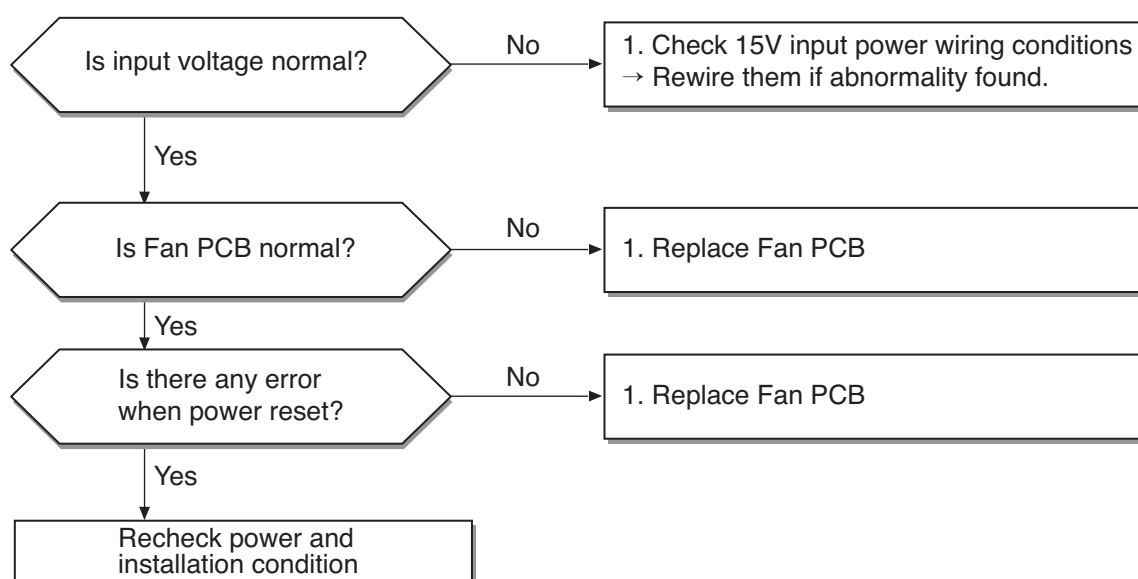 Is input voltage normal?
No
1. Check 15V input power wiring conditions
→ Rewire them if abnormality found.
Yes
Is Fan PCB normal?
No
1. Replace Fan PCB
Yes
Is there any error
when power reset?
No
1. Replace Fan PCB
Yes
Recheck power and
installation condition